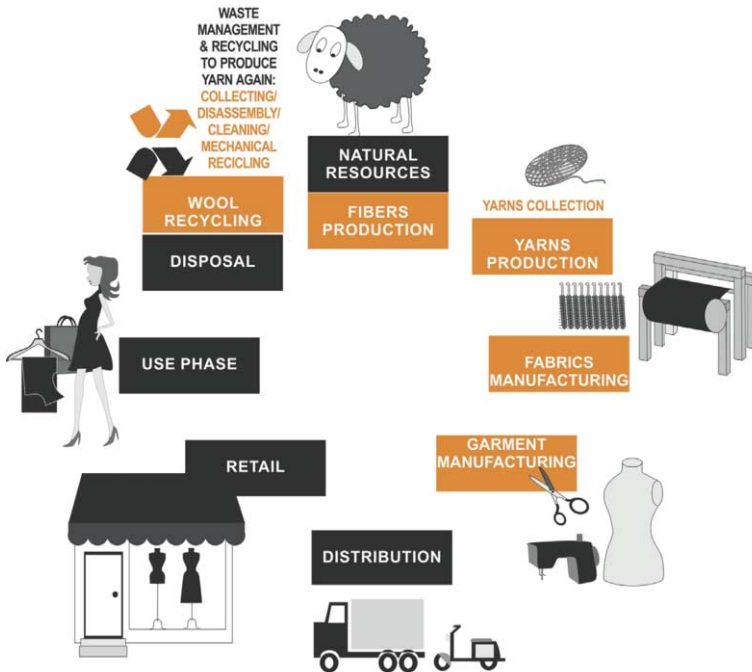 WASTE
MANAGEMENT
& RECYCLING
TO PRODUCE
YARN AGAIN:
COLLECTING/
DISASSEMBLY/
CLEANING/
MECHANICAL
RECICLING
NATURAL
RESOURCES
FIBERS
PRODUCTION
YARNS COLLECTION
YARNS
PRODUCTION
FABRICS
MANUFACTURING
GARMENT
MANUFACTURING
DISTRIBUTION
RETAIL
USE PHASE
WOOL
RECYCLING
DISPOSAL